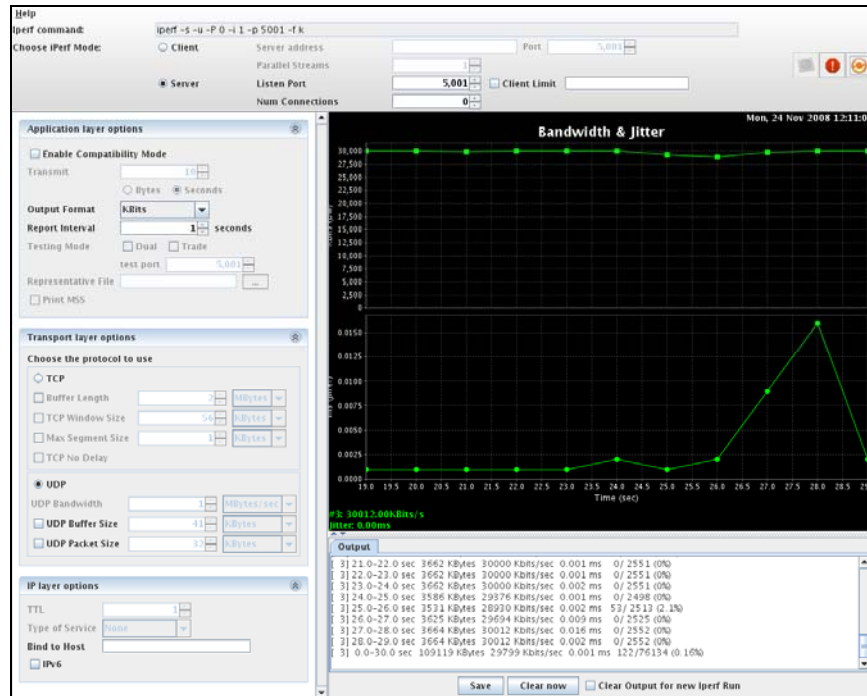 Help
Iperf command: iperf -s -u -P 0 -i 1 -p 5001 -f k
Choose iPerf Mode: Client Server address Port 5,001
Parallel Streams 1
Server Listen Port 5,001 Client Limit
Num Connections 0
Application layer options
Enable Compatibility Mode
Transmit 10
Bytes Seconds
Output Format KBits
Report Interval 1 seconds
Testing Mode Dual Trade
test port 5,001
Representative File ...
Print MSS
Transport layer options
Choose the protocol to use
TCP
Buffer Length 2 MBytes
TCP Window Size 56 KBytes
Max Segment Size 1 KBytes
TCP No Delay
UDP
UDP Bandwidth 1 MBytes/sec
UDP Buffer Size 41 KBytes
UDP Packet Size 32 KBytes
IP layer options
TTL 1
Type of Service None
Bind to Host
IPv6
Mon, 24 Nov 2008 12:11:0
Bandwidth & Jitter
30,000
27,500
25,000
22,500
20,000
17,500
15,000
12,500
10,000
7,500
5,000
2,500
0
0.0150
0.0125
0.0100
0.0075
0.0050
0.0025
0.0000
19.0 19.5 20.0 20.5 21.0 21.5 22.0 22.5 23.0 23.5 24.0 24.5 25.0 25.5 26.0 26.5 27.0 27.5 28.0 28.5
Time (sec)
#3: 30012.00KBits/s
Jitter: 0.00ms
Output
[ 3] 21.0-22.0 sec 3662 KBytes 30000 Kbits/sec 0.001 ms 0/ 2551 (0%)
[ 3] 22.0-23.0 sec 3662 KBytes 30000 Kbits/sec 0.001 ms 0/ 2551 (0%)
[ 3] 23.0-24.0 sec 3662 KBytes 30000 Kbits/sec 0.002 ms 0/ 2551 (0%)
[ 3] 24.0-25.0 sec 3586 KBytes 29376 Kbits/sec 0.001 ms 0/ 2498 (0%)
[ 3] 25.0-26.0 sec 3531 KBytes 28930 Kbits/sec 0.002 ms 53/ 2513 (2.1%)
[ 3] 26.0-27.0 sec 3625 KBytes 29694 Kbits/sec 0.009 ms 0/ 2525 (0%)
[ 3] 27.0-28.0 sec 3664 KBytes 30012 Kbits/sec 0.016 ms 0/ 2552 (0%)
[ 3] 28.0-29.0 sec 3664 KBytes 30012 Kbits/sec 0.002 ms 0/ 2552 (0%)
[ 3] 0.0-30.0 sec 109119 KBytes 29799 Kbits/sec 0.001 ms 122/76134 (0.16%)
Save Clear now Clear Output for new Iperf Run